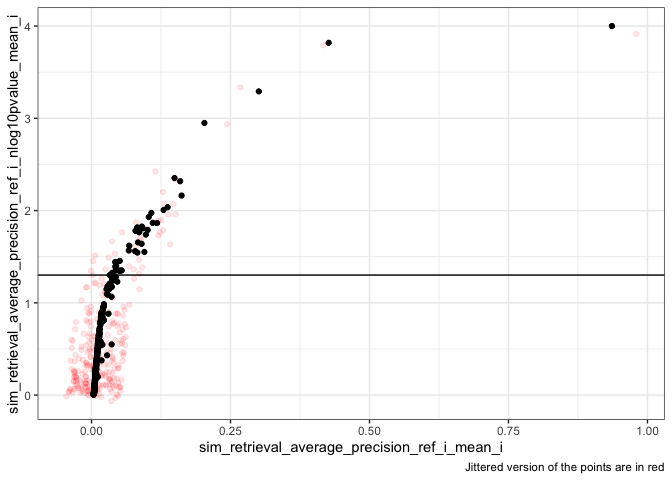 sim_retrieval_average_precision_ref_i_nlog10pvalue_mean_i
4
3
2
1
0
0.00 0.25 0.50 0.75 1.00
sim_retrieval_average_precision_ref_i_mean_i
Jittered version of the points are in red